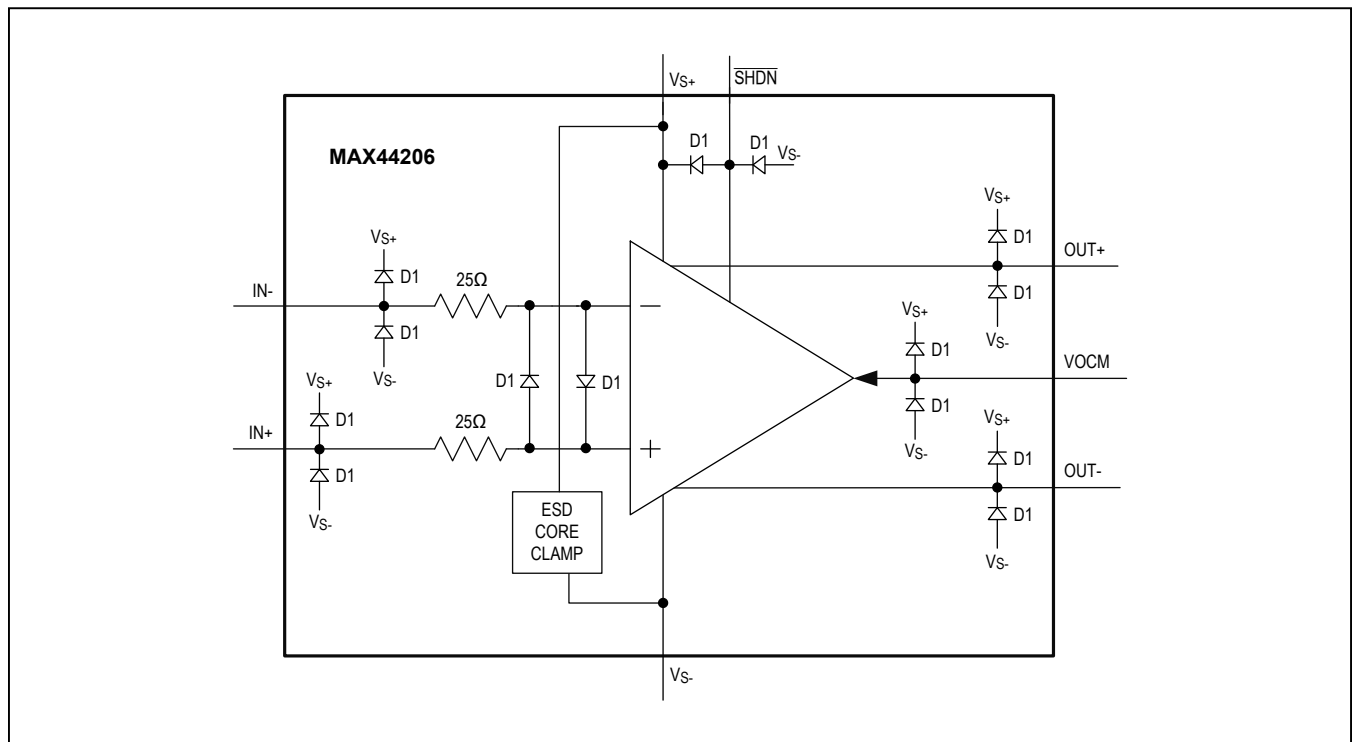 VS+
SHDN
MAX44206
D1
D1
VS-
VS+
D1
D1
VS-
IN-
25Ω
VS+
D1
D1
VS-
IN+
25Ω
D1
D1
−
+
ESD
CORE
CLAMP
VS+
D1
D1
VS-
OUT+
VS+
D1
D1
VS-
VOCM
VS+
D1
D1
VS-
OUT-
VS-